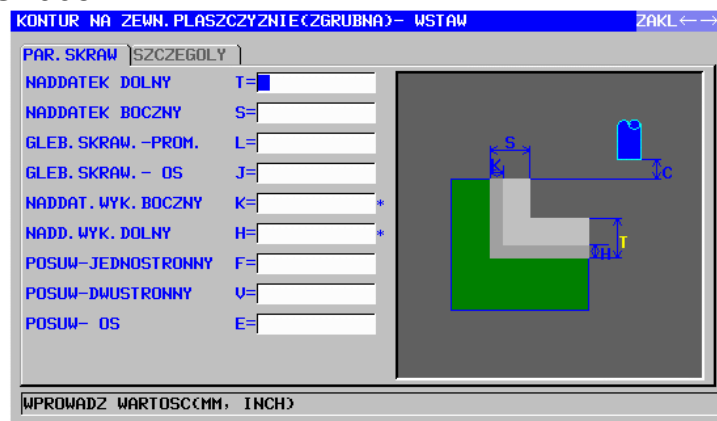 KONTUR NA ZEWN.PLASZCZYZNIE(ZGRUBNA)- WSTAW ZAKL←→
PAR.SKRAW SZCZEGOLY
NADDATEK DOLNY T=
NADDATEK BOCZNY S=
GLEB.SKRAW.-PROM. L=
GLEB.SKRAW.- OS J=
NADDAT.WYK.BOCZNY K= *
NADD.WYK.DOLNY H= *
POSUW-JEDNOSTRONNY F=
POSUW-DWUSTRONNY V=
POSUW- OS E=
S
K
C
T
H
WPROWADZ WARTOSC(MM, INCH)